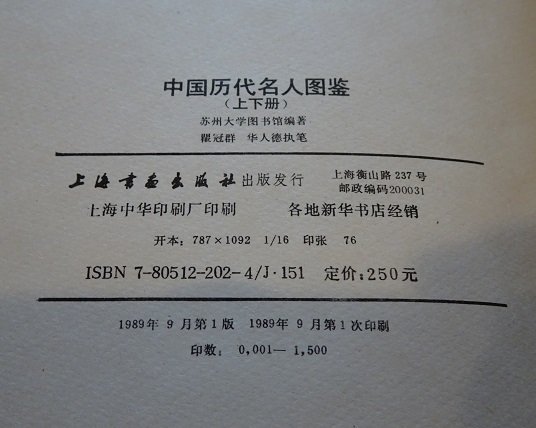 中国历代名人图鉴
（上下册）
苏州大学图书馆编著
瞿冠群 华人德执笔
上海书画出版社出版发行 上海衡山路 237 号
邮政编码200031
上海中华印刷厂印刷 各地新华书店经销
开本：787×1092 1/16 印张 76
ISBN 7-80512-202-4/J·151 定价：250元
1989年 9 月第1版 1989年 9 月第1次印刷
印数：0,001—1,500